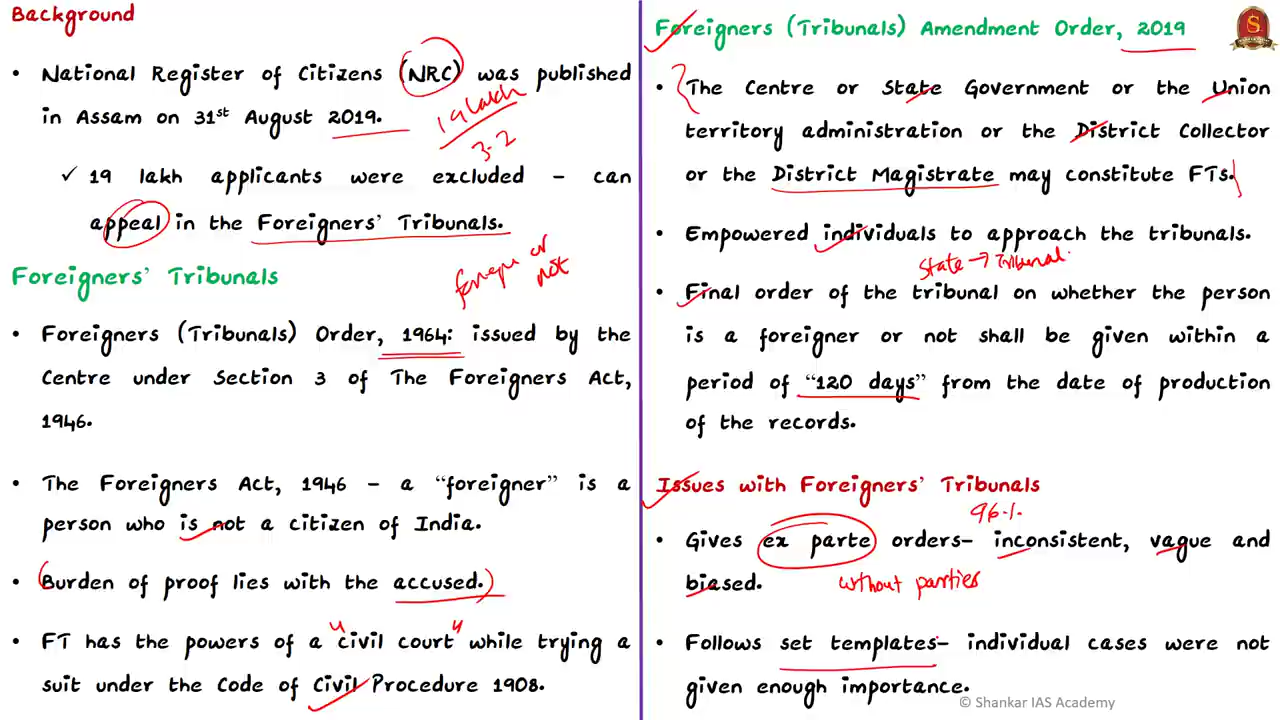 Background
• National Register of Citizens (NRC) was published
in Assam on 31st August 2019.
19 lakh
3.2
✓ 19 lakh applicants were excluded – can
appeal in the Foreigners' Tribunals.
Foreigners' Tribunals
or
not
• Foreigners (Tribunals) Order, 1964: issued by the
Centre under Section 3 of The Foreigners Act,
1946.
• The Foreigners Act, 1946 – a "foreigner" is a
person who is not a citizen of India.
• Burden of proof lies with the accused.
• FT has the powers of a "civil court" while trying a
suit under the Code of Civil Procedure 1908.
Foreigners (Tribunals) Amendment Order, 2019
• The Centre or State Government or the Union
territory administration or the District Collector
or the District Magistrate may constitute FTs.
• Empowered individuals to approach the tribunals.
State → Tribunal
• Final order of the tribunal on whether the person
is a foreigner or not shall be given within a
period of "120 days" from the date of production
of the records.
Issues with Foreigners' Tribunals
96%
• Gives ex parte orders– inconsistent, vague and
biased.
without parties
• Follows set templates– individual cases were not
given enough importance.
© Shankar IAS Academy